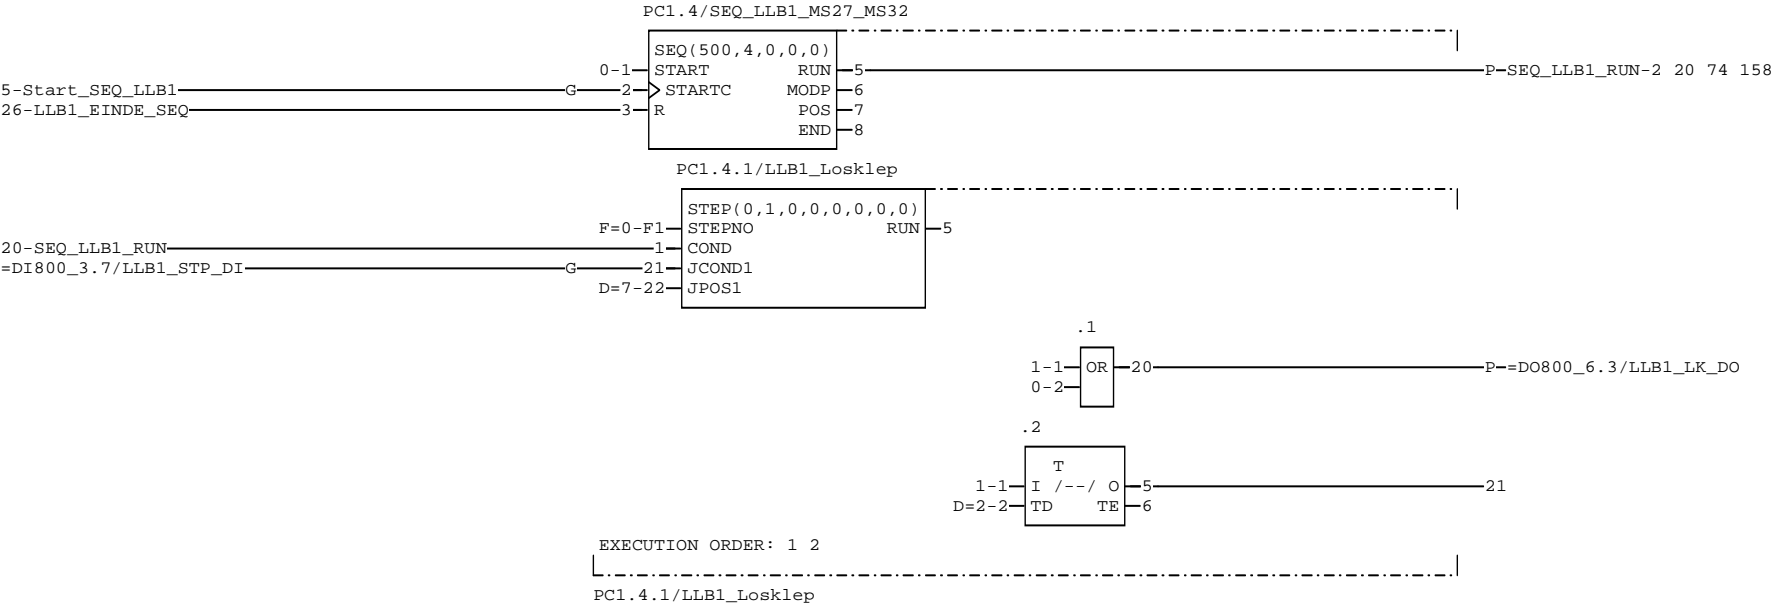 PC1.4/SEQ_LLB1_MS27_MS32
SEQ(500,4,0,0,0)
0-1 START RUN 5 P-SEQ_LLB1_RUN-2 20 74 158
5-Start_SEQ_LLB1 G 2 STARTC MODP 6
26-LLB1_EINDE_SEQ 3 R POS 7
END 8
PC1.4.1/LLB1_Losklep
STEP(0,1,0,0,0,0,0,0)
F=0-F1 STEPNO RUN 5
20-SEQ_LLB1_RUN 1 COND
=DI800_3.7/LLB1_STP_DI G 21 JCOND1
D=7-22 JPOS1
.1
1-1 OR 20 P-=DO800_6.3/LLB1_LK_DO
0-2
.2
T
1-1 I /--/ O 5 21
D=2-2 TD TE 6
EXECUTION ORDER: 1 2
PC1.4.1/LLB1_Losklep